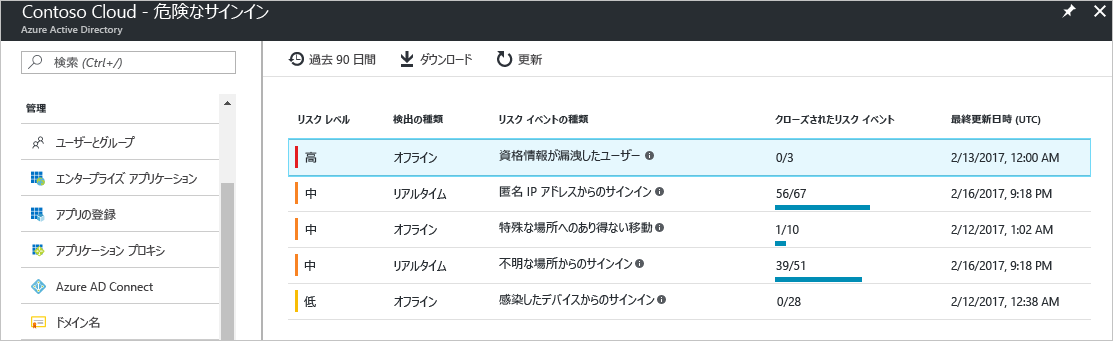 Contoso Cloud - 危険なサインイン
Azure Active Directory
検索 (Ctrl+/)
過去 90 日間 ダウンロード 更新
管理
ユーザーとグループ
エンタープライズ アプリケーション
アプリの登録
アプリケーション プロキシ
Azure AD Connect
ドメイン名
リスク レベル 検出の種類 リスク イベントの種類 クローズされたリスク イベント 最終更新日時 (UTC)
高 オフライン 資格情報が漏洩したユーザー 0/3 2/13/2017, 12:00 AM
中 リアルタイム 匿名 IP アドレスからのサインイン 56/67 2/16/2017, 9:18 PM
中 オフライン 特殊な場所へのあり得ない移動 1/10 2/12/2017, 1:02 AM
中 リアルタイム 不明な場所からのサインイン 39/51 2/16/2017, 9:18 PM
低 オフライン 感染したデバイスからのサインイン 0/28 2/12/2017, 12:38 AM